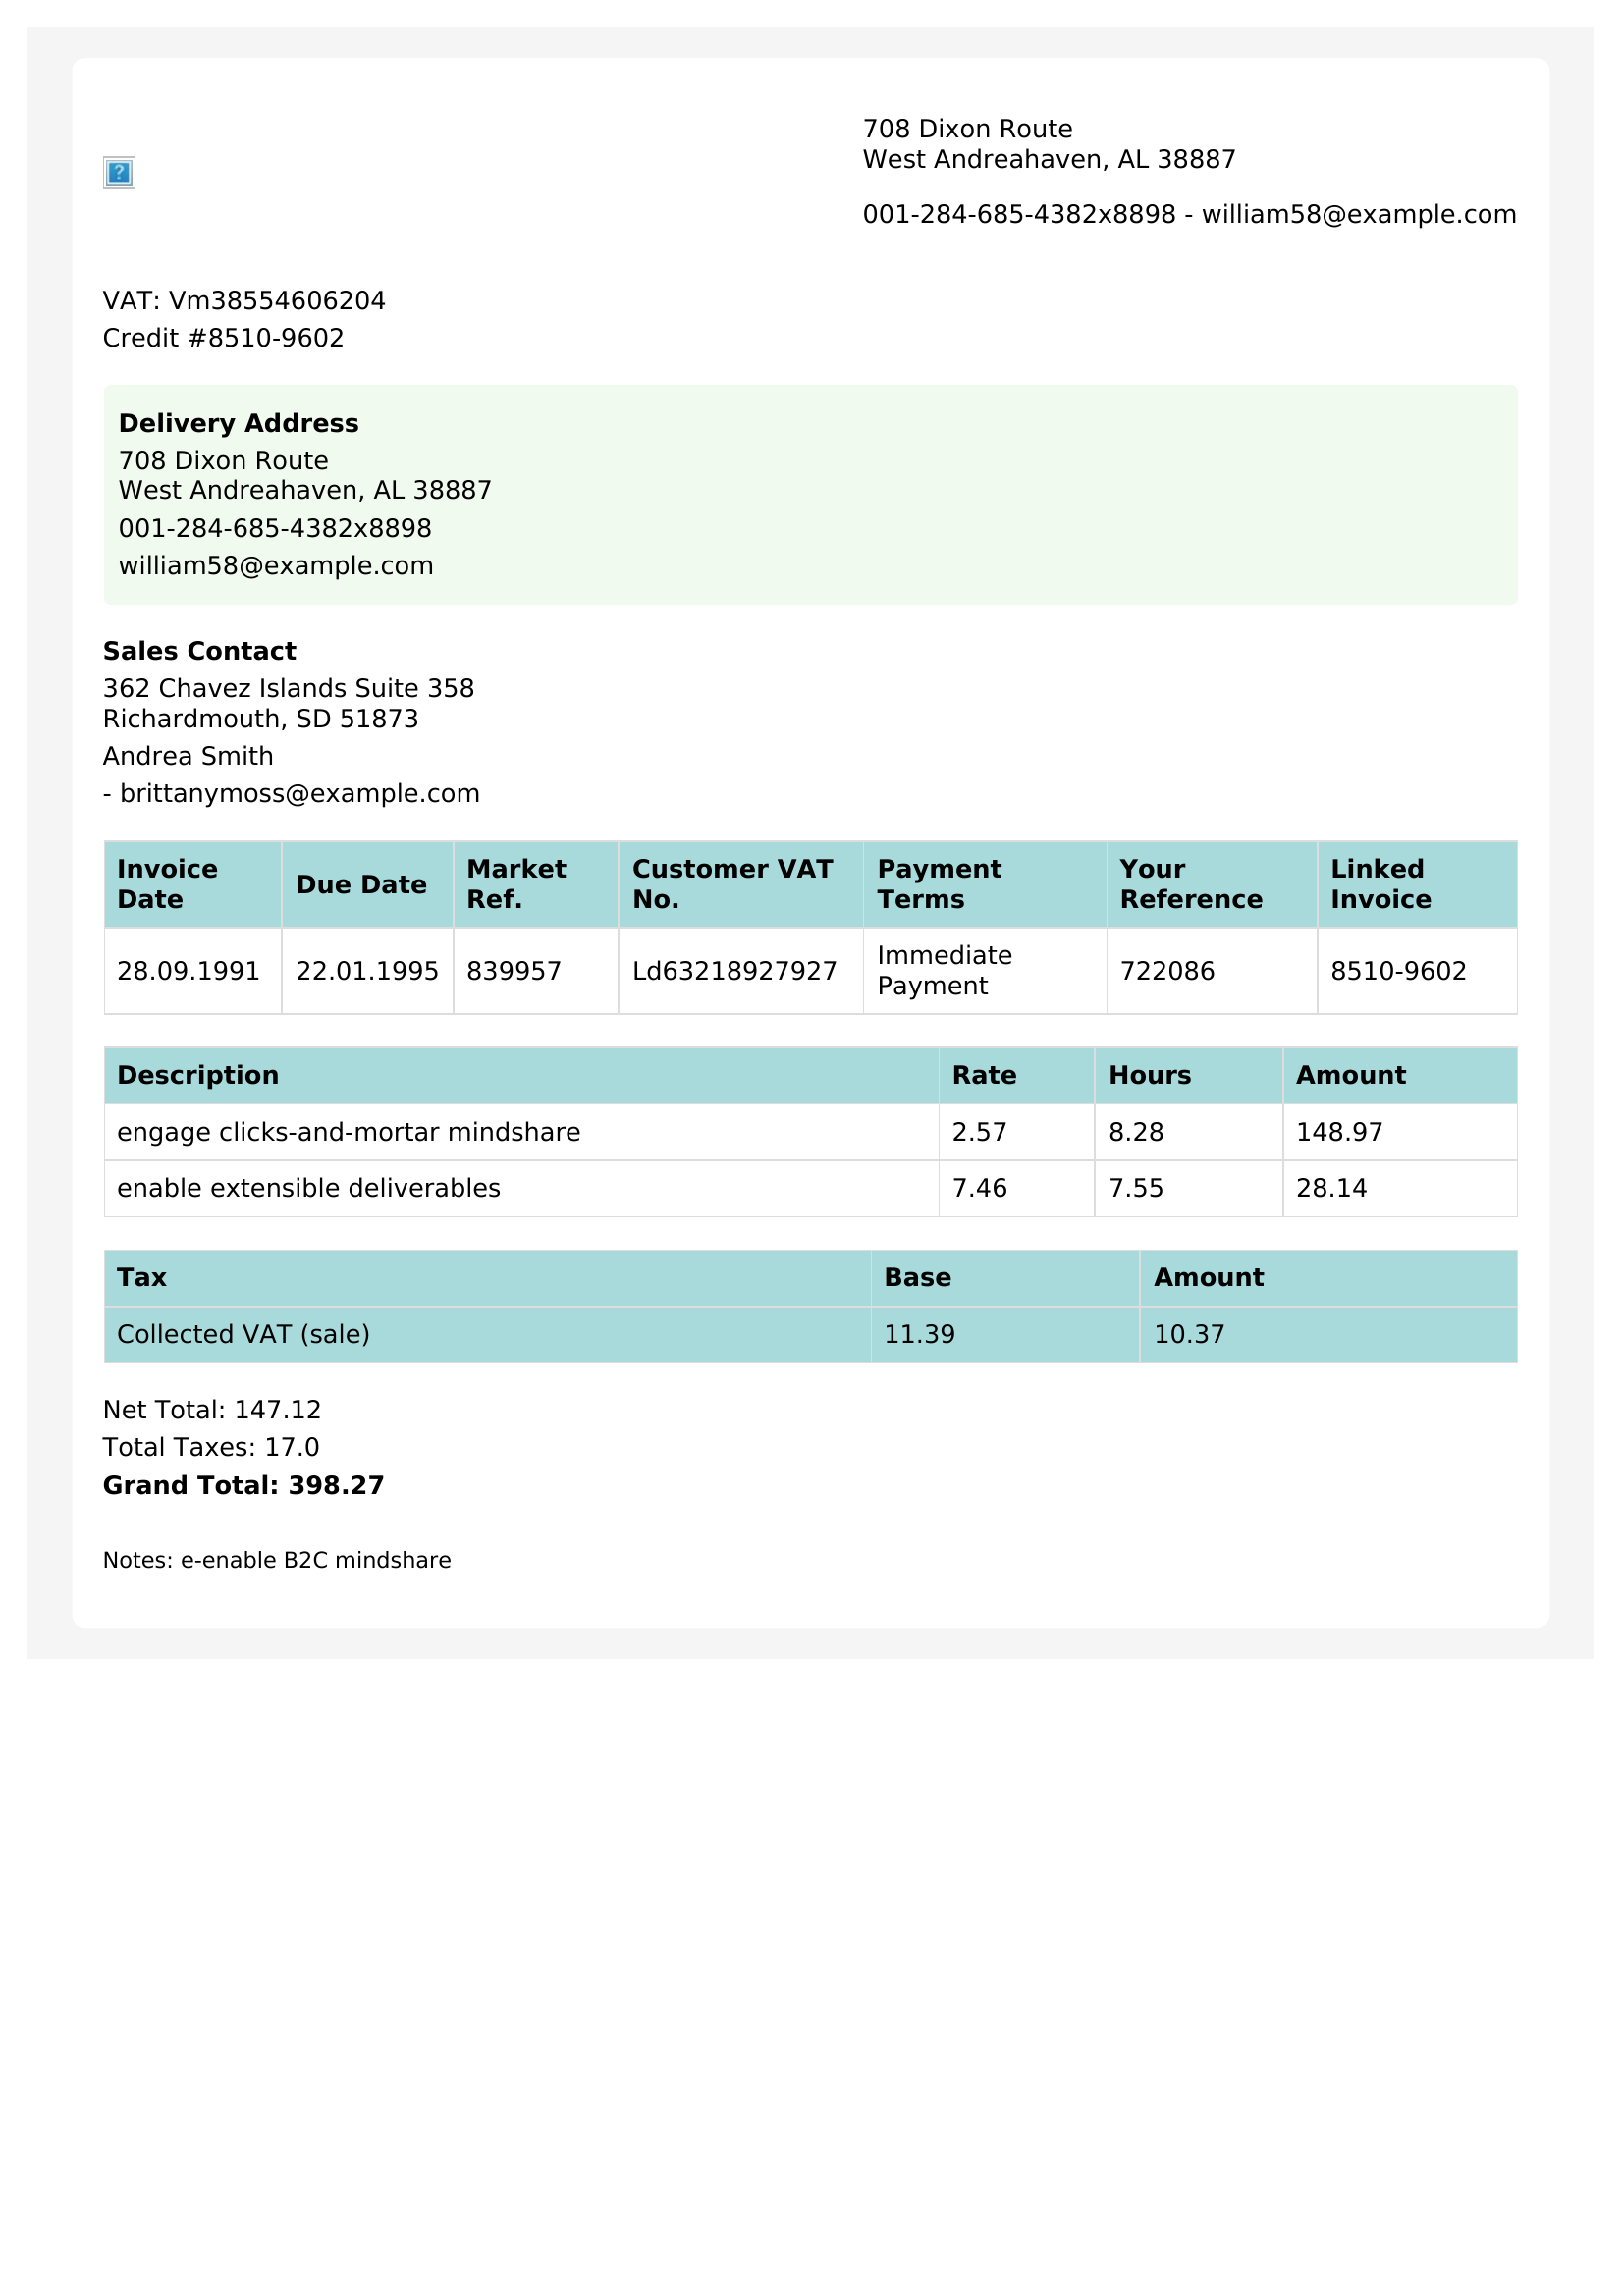 708 Dixon Route
West Andreahaven, AL 38887
001-284-685-4382x8898 - william58@example.com
VAT: Vm38554606204
Credit #8510-9602
Delivery Address
708 Dixon Route
West Andreahaven, AL 38887
001-284-685-4382x8898
william58@example.com
Sales Contact
362 Chavez Islands Suite 358
Richardmouth, SD 51873
Andrea Smith
- brittanymoss@example.com
Invoice Date Due Date Market Ref. Customer VAT No. Payment Terms Your Reference Linked Invoice
28.09.1991 22.01.1995 839957 Ld63218927927 Immediate Payment 722086 8510-9602
Description Rate Hours Amount
engage clicks-and-mortar mindshare 2.57 8.28 148.97
enable extensible deliverables 7.46 7.55 28.14
Tax Base Amount
Collected VAT (sale) 11.39 10.37
Net Total: 147.12
Total Taxes: 17.0
Grand Total: 398.27
Notes: e-enable B2C mindshare